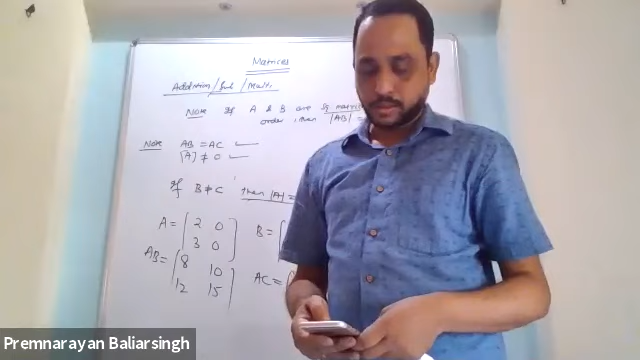 Matrices
Addition / Sub / Multi
Note If A & B are Sq matric
order, then |AB| =
Note AB = AC
|A| ≠ 0
If B ≠ C then |A| =
A = [ 2 0 B = [
3 0 ]
AB = [ 8 10 AC = [
12 15 ]
Premnarayan Baliarsingh